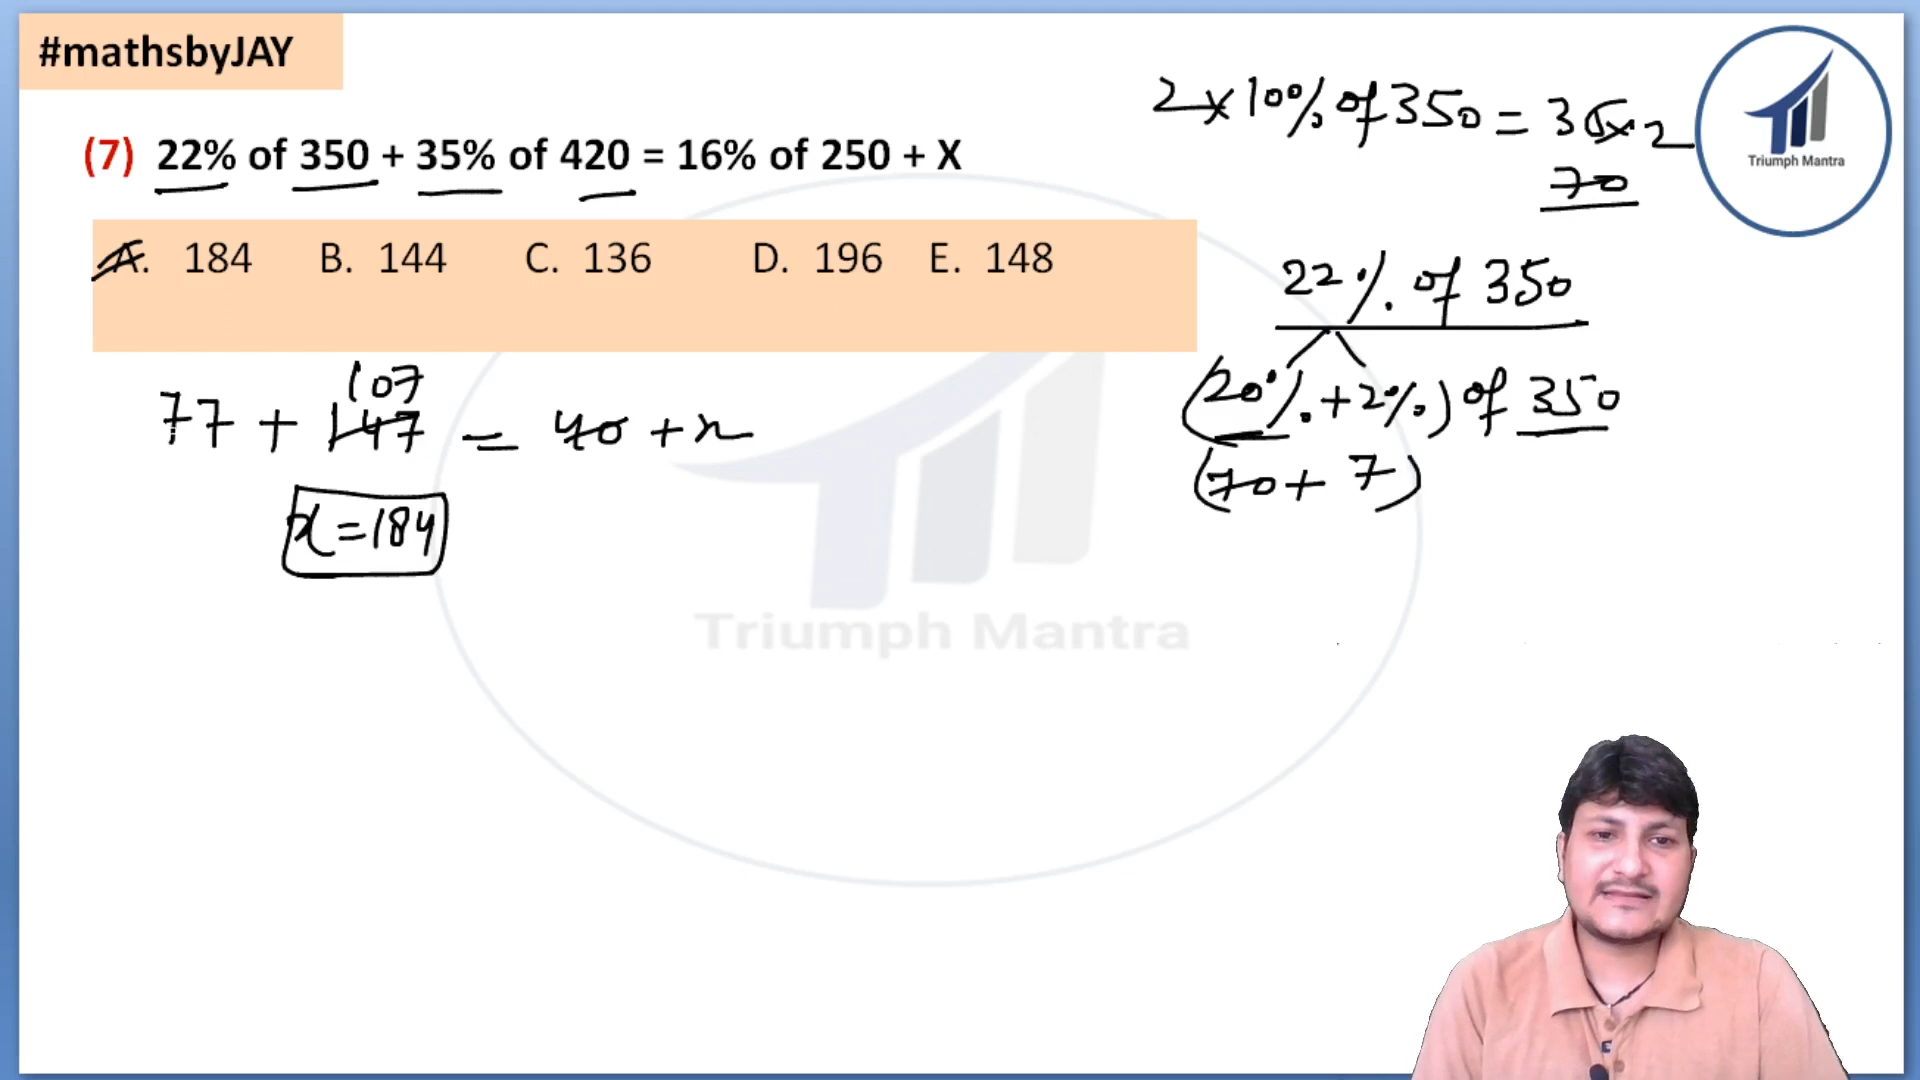 #mathsbyJAY
(7) 22% of 350 + 35% of 420 = 16% of 250 + X
A. 184 B. 144 C. 136 D. 196 E. 148
2 x 10% of 350 = 35 x 2
70
Triumph Mantra
22% of 350
(20% + 2%) of 350
(70 + 7)
107
77 + 147 = 40 + x
x = 184
Triumph Mantra